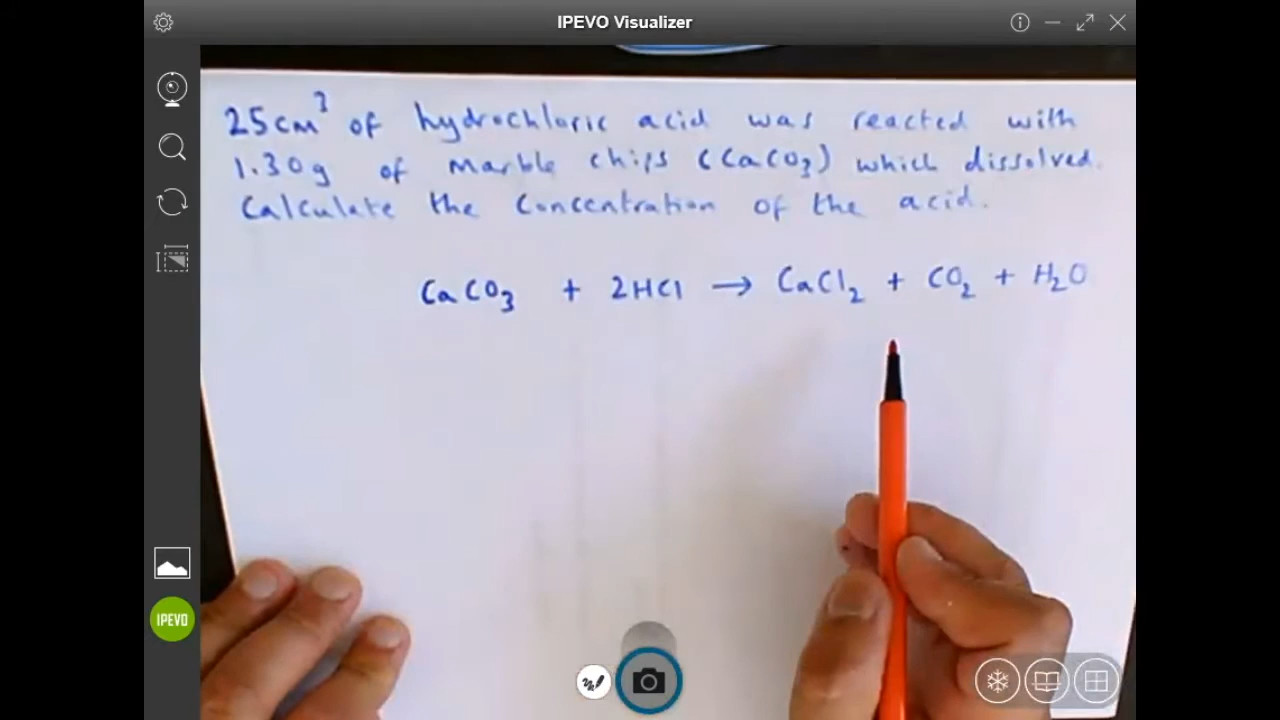 IPEVO Visualizer
25cm³ of hydrochloric acid was reacted with
1.30g of marble chips (CaCO₃) which dissolved.
Calculate the concentration of the acid.
CaCO₃ + 2HCl → CaCl₂ + CO₂ + H₂O
IPEVO